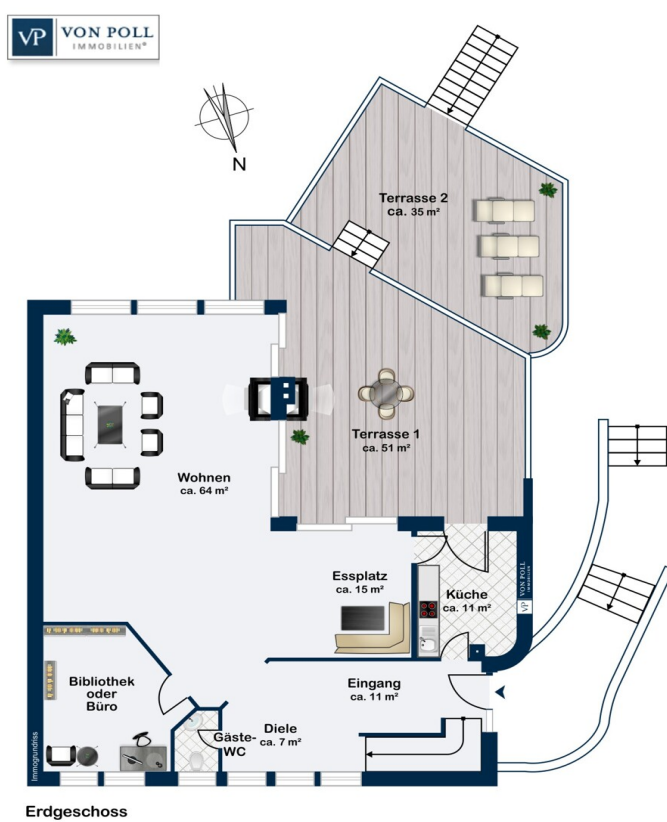 VP VON POLL
IMMOBILIEN®
N
Terrasse 2
ca. 35 m²
Terrasse 1
ca. 51 m²
Wohnen
ca. 64 m²
Essplatz
ca. 15 m²
Küche
ca. 11 m²
VP VON POLL
IMMOBILIEN
Bibliothek
oder
Büro
Eingang
ca. 11 m²
Gäste-
WC
Diele
ca. 7 m²
Immogrundriss
Erdgeschoss